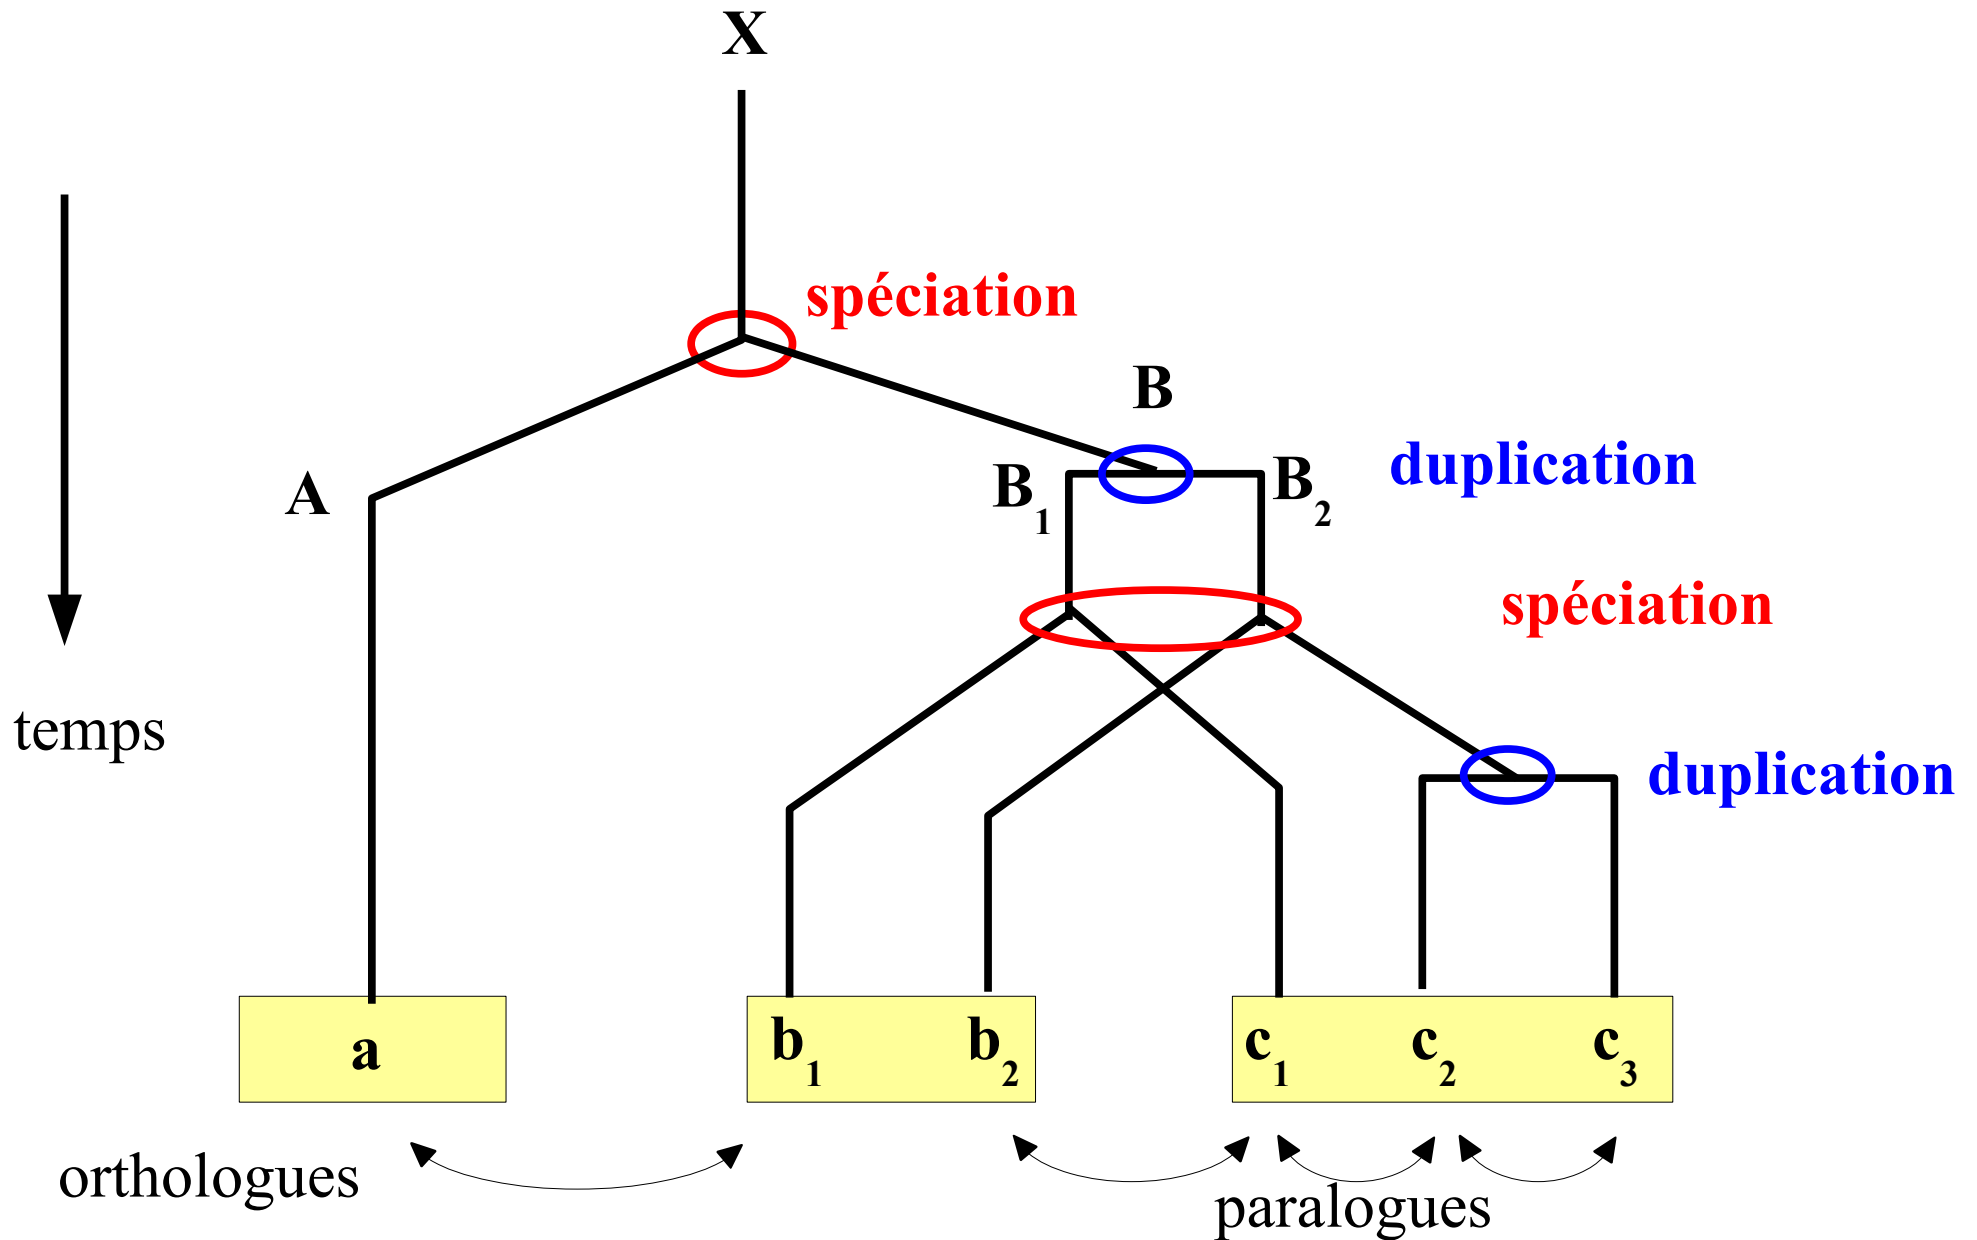 X
spéciation
B
duplication
A
B1
B2
spéciation
temps
duplication
a
b1
b2
c1
c2
c3
orthologues
paralogues